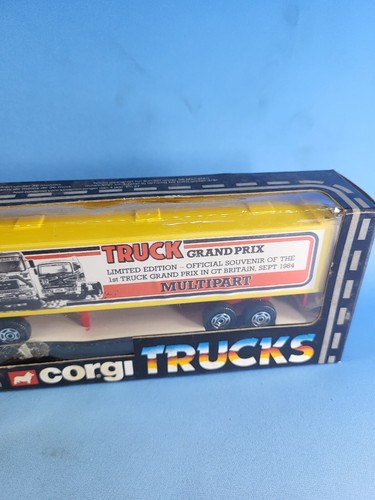 TRUCK GRAND PRIX
LIMITED EDITION - OFFICIAL SOUVENIR OF THE
1st TRUCK GRAND PRIX IN GT BRITAIN, SEPT 1984
MULTIPART
CORGI TRUCKS